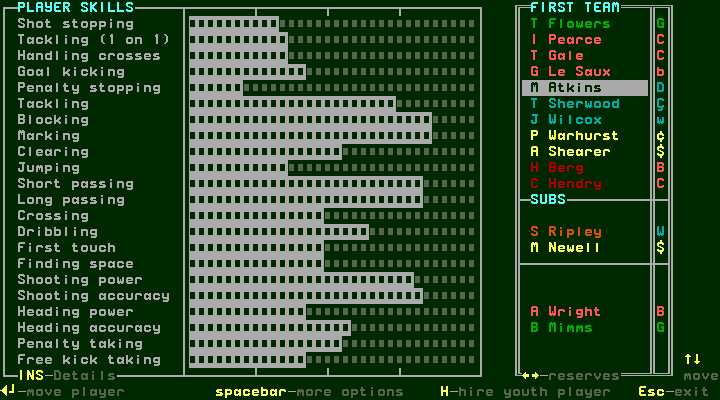 PLAYER SKILLS
Shot stopping
Tackling (1 on 1)
Handling crosses
Goal kicking
Penalty stopping
Tackling
Blocking
Marking
Clearing
Jumping
Short passing
Long passing
Crossing
Dribbling
First touch
Finding space
Shooting power
Shooting accuracy
Heading power
Heading accuracy
Penalty taking
Free kick taking
INS-Details
FIRST TEAM
T Flowers G
I Pearce C
T Gale C
G Le Saux b
M Atkins D
T Sherwood Ç
J Wilcox w
P Warhurst ¢
A Shearer $
H Berg B
C Hendry C
SUBS
S Ripley W
M Newell $
A Wright B
B Mimms G
←→-reserves
↑↓
↵-move player
spacebar-more options
H-hire youth player
move
Esc-exit